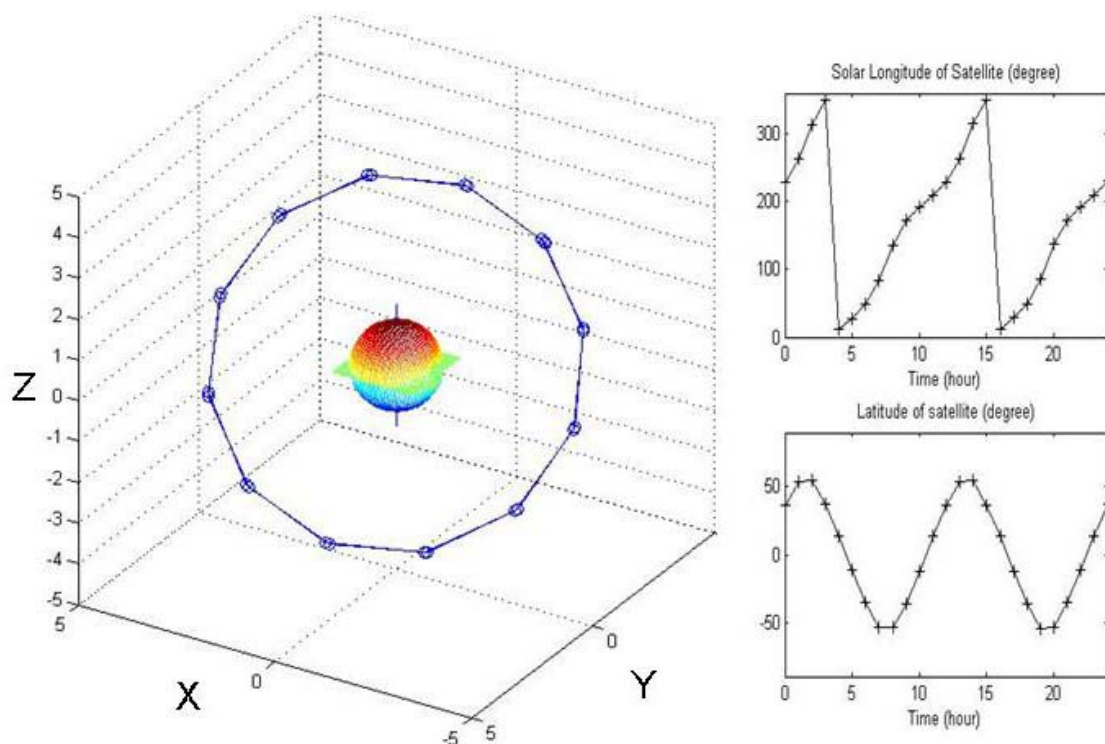 5
4
3
2
1
0
-1
-2
-3
-4
-5
Z
5
0
-5
X
5
0
Y
Solar Longitude of Satellite (degree)
300
200
100
0
0 5 10 15 20
Time (hour)
Latitude of satellite (degree)
50
0
-50
0 5 10 15 20
Time (hour)